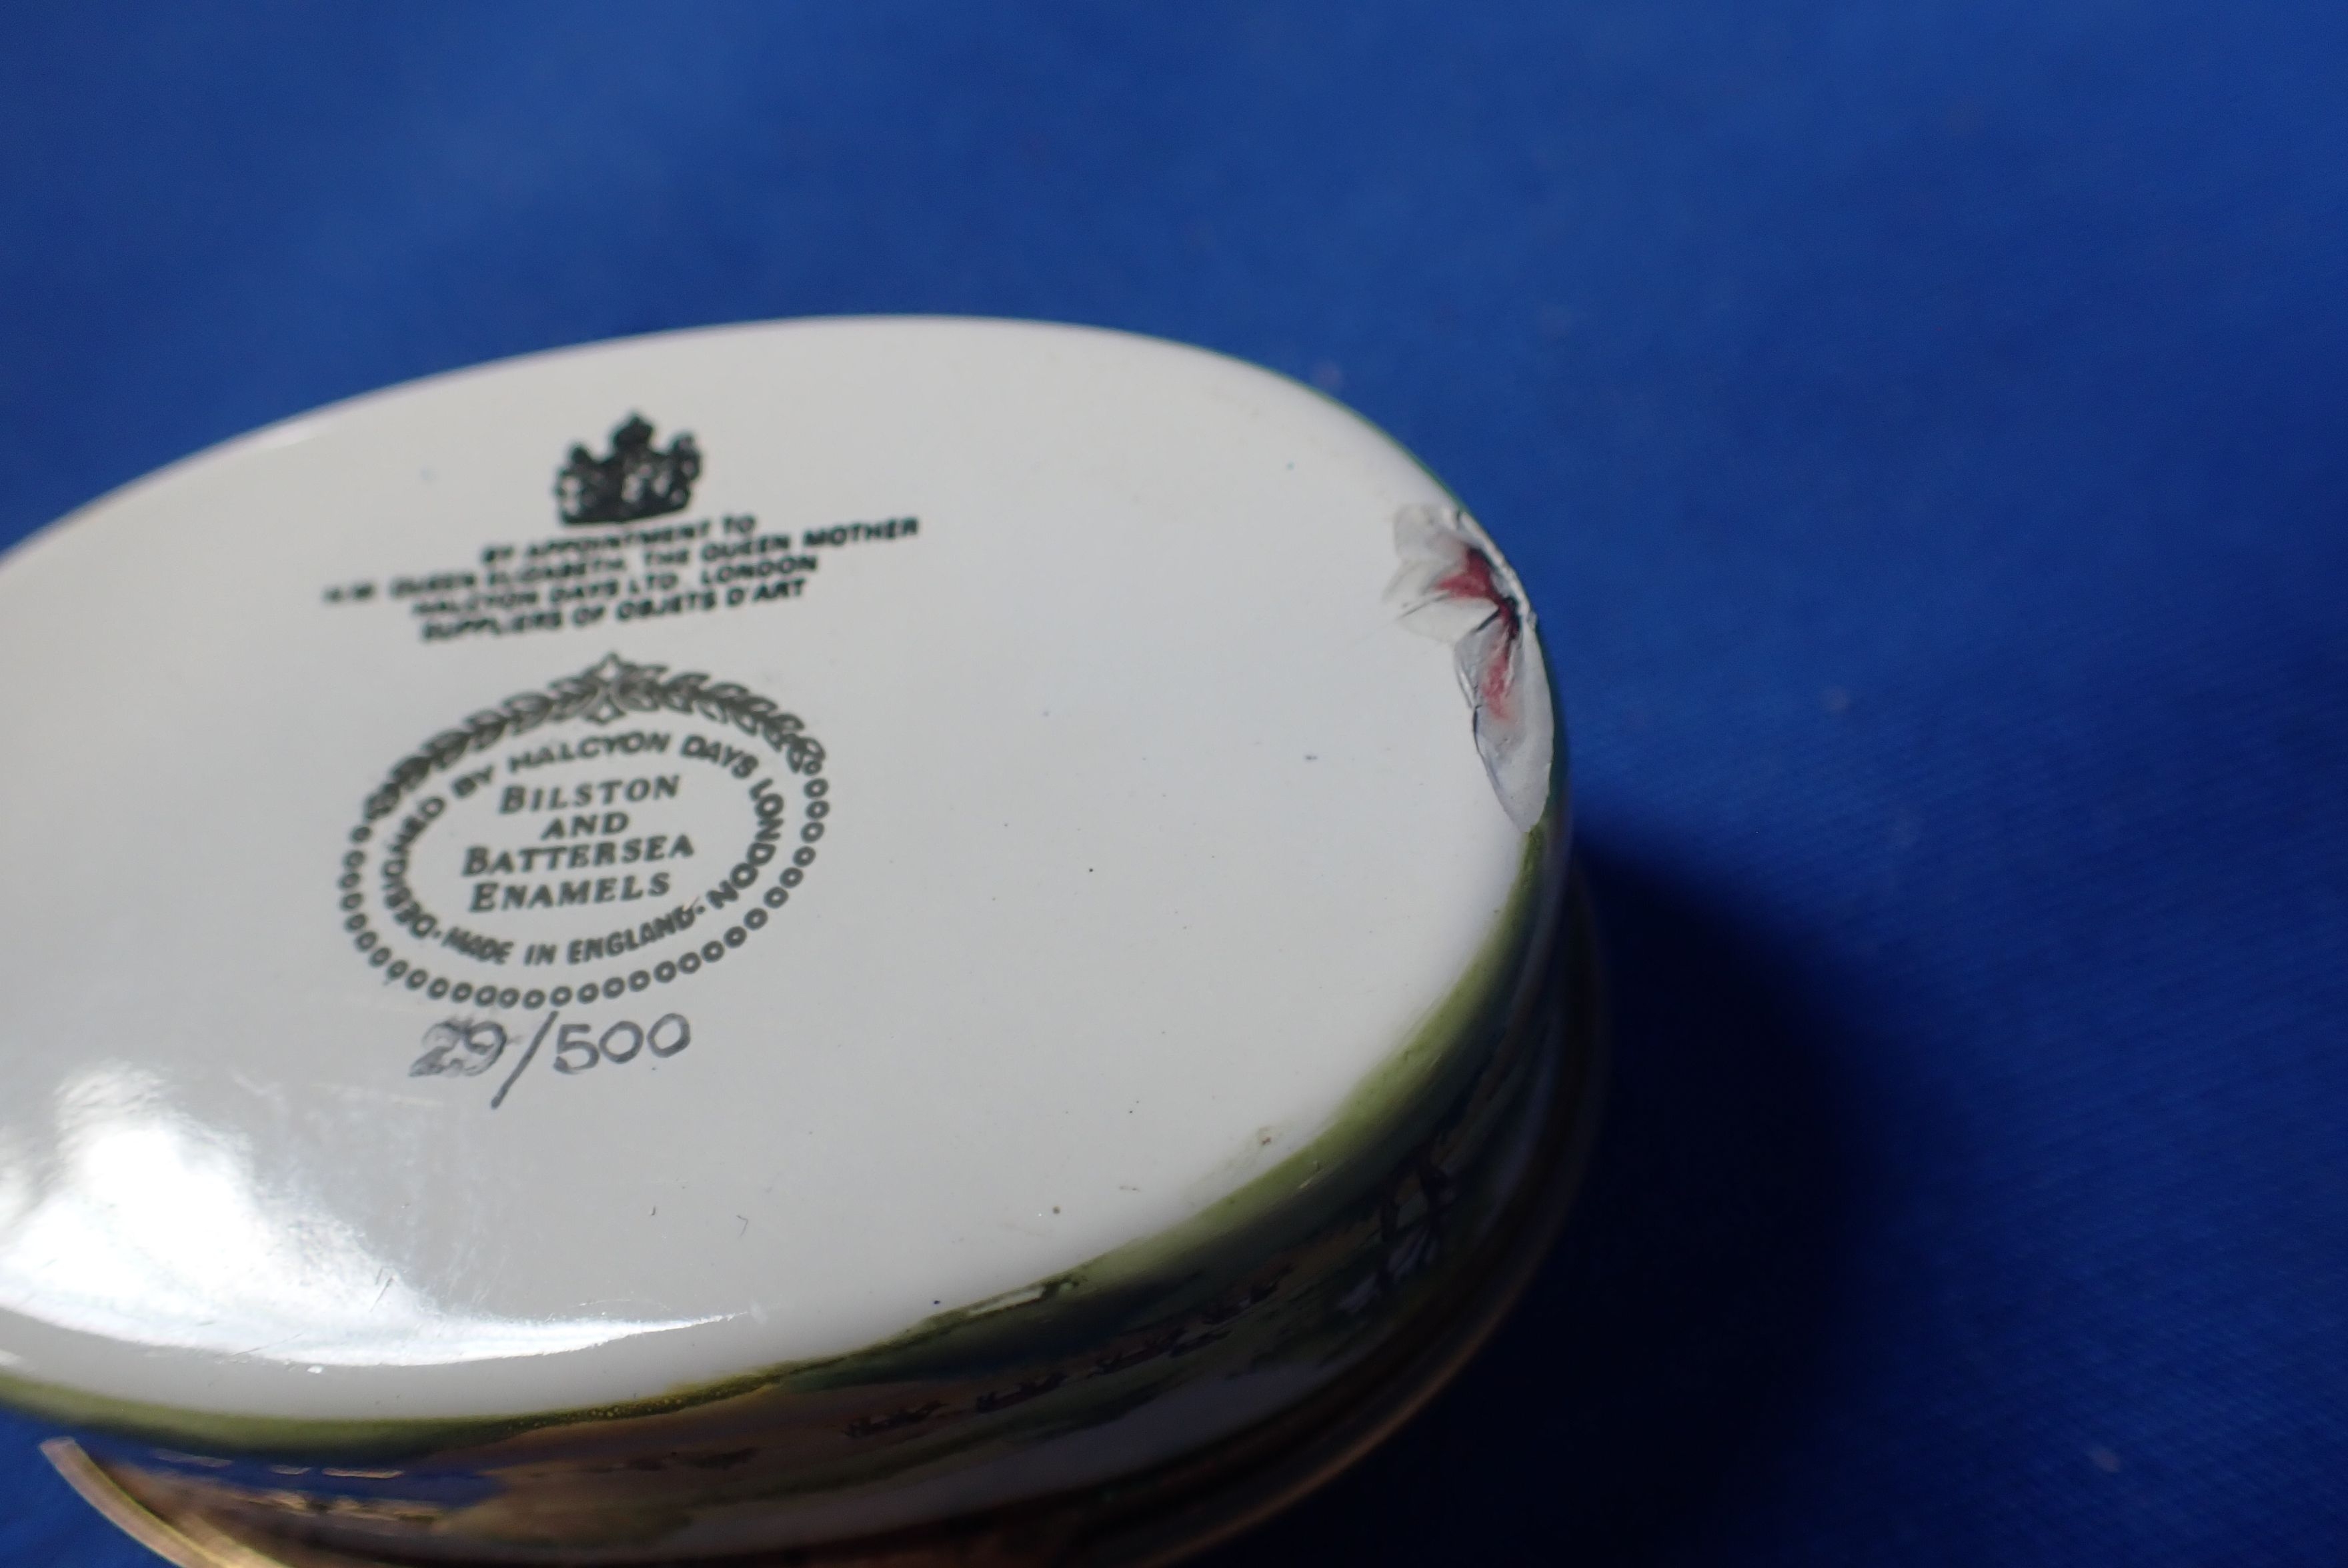 BY APPOINTMENT TO
H.M. QUEEN ELIZABETH THE QUEEN MOTHER
HALCYON DAYS LTD LONDON
SUPPLIERS OF OBJETS D'ART
DESIGNED BY HALCYON DAYS LONDON
BILSTON
AND
BATTERSEA
ENAMELS
·MADE IN ENGLAND·
29/500